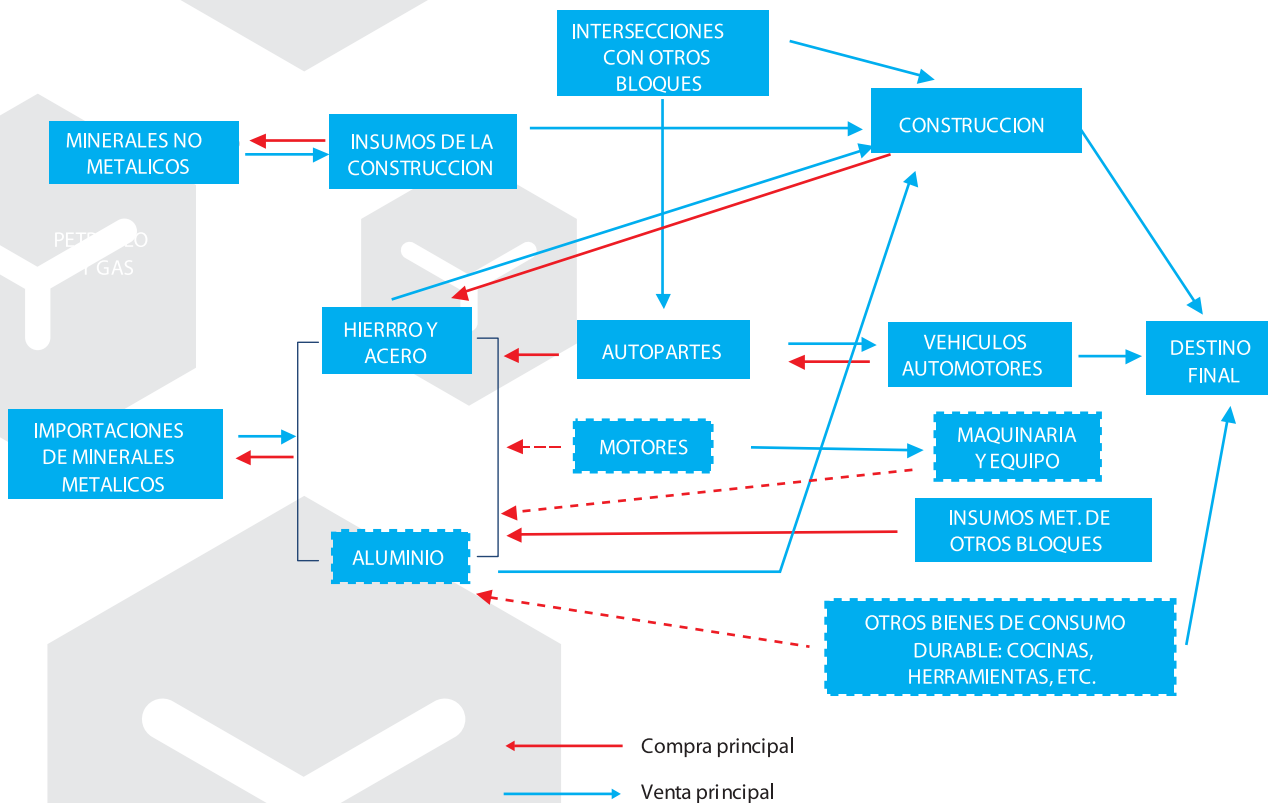 INTERSECCIONES
CON OTROS
BLOQUES
CONSTRUCCION
MINERALES NO
METALICOS
INSUMOS DE LA
CONSTRUCCION
Y GAS
HIERRRO Y
ACERO
AUTOPARTES
VEHICULOS
AUTOMOTORES
DESTINO
FINAL
IMPORTACIONES
DE MINERALES
METALICOS
MOTORES
MAQUINARIA
Y EQUIPO
INSUMOS MET. DE
OTROS BLOQUES
ALUMINIO
OTROS BIENES DE CONSUMO
DURABLE: COCINAS,
HERRAMIENTAS, ETC.
Compra principal
Venta principal